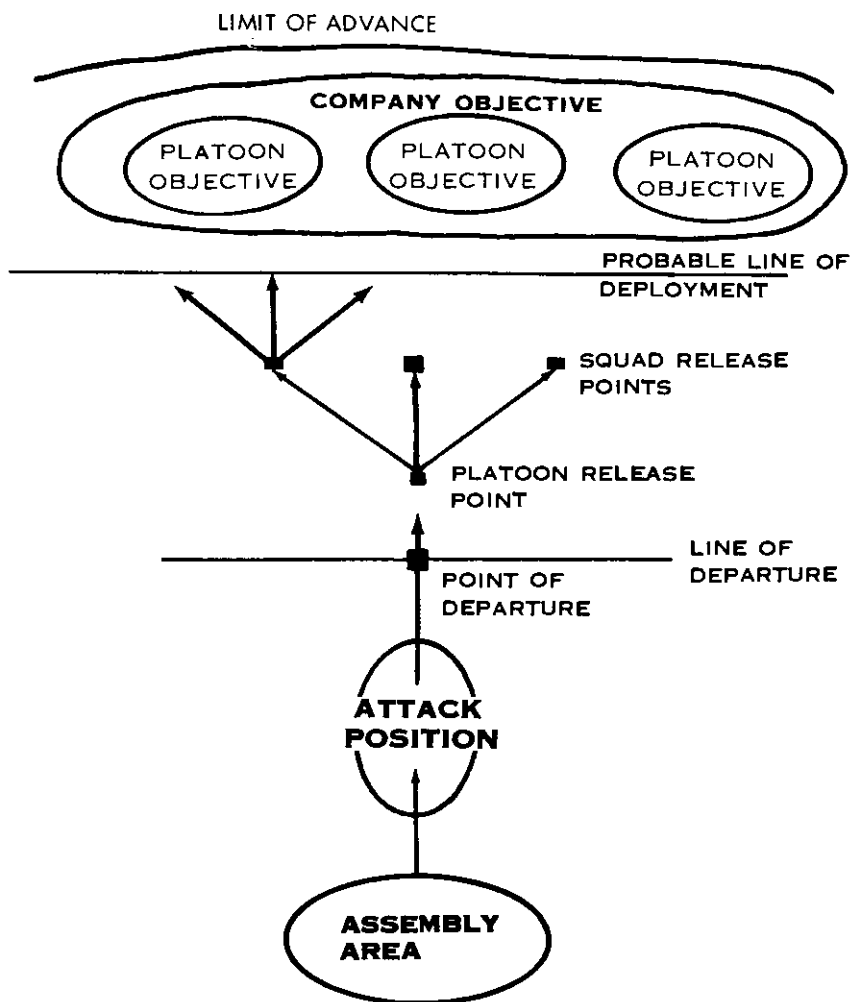 LIMIT OF ADVANCE
COMPANY OBJECTIVE
PLATOON
OBJECTIVE
PLATOON
OBJECTIVE
PLATOON
OBJECTIVE
PROBABLE LINE OF
DEPLOYMENT
SQUAD RELEASE
POINTS
PLATOON RELEASE
POINT
LINE OF
DEPARTURE
POINT OF
DEPARTURE
ATTACK
POSITION
ASSEMBLY
AREA